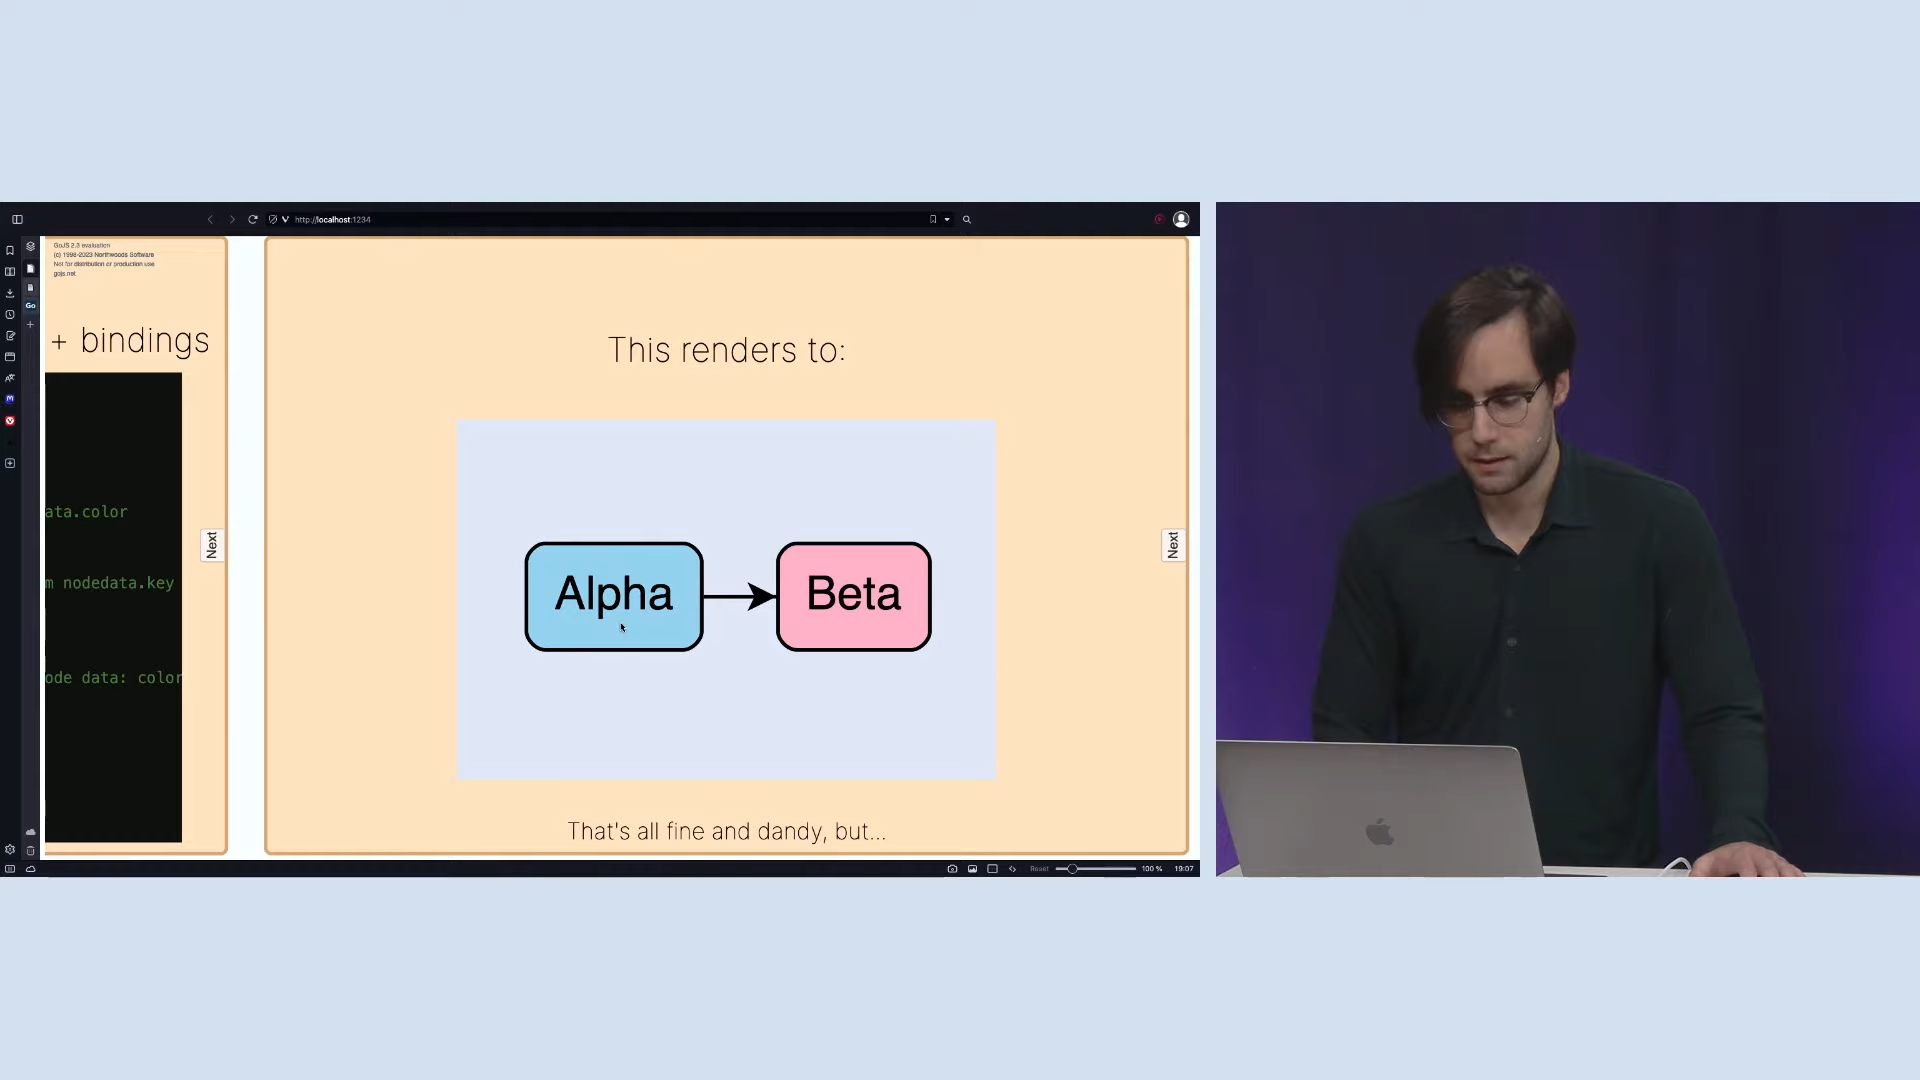 http://localhost:1234
GoJS 2.3 evaluation
(c) 1998-2023 Northwoods Software
Not for distribution or production use
gojs.net
Go
+ bindings
ata.color
m nodedata.key
ode data: color
Next
This renders to:
Alpha
Beta
Next
That's all fine and dandy, but...
Reset
100 %
19:07